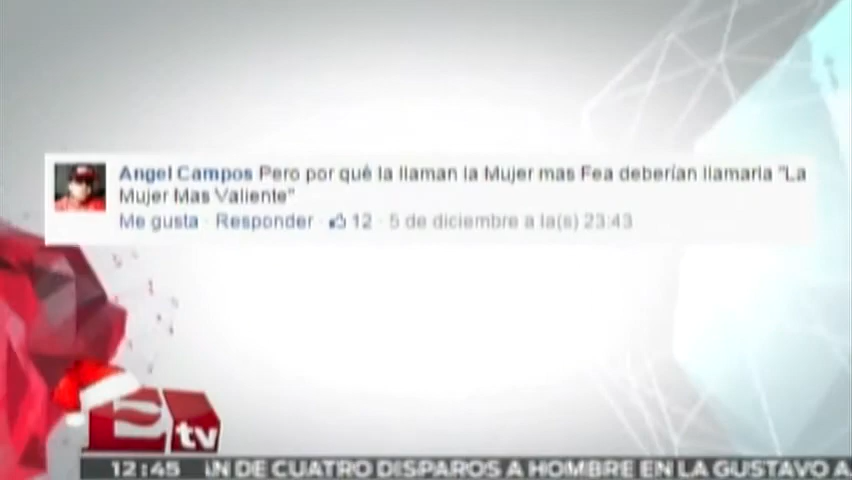 Angel Campos Pero por qué la llaman la Mujer mas Fea deberían llamarla "La
Mujer Mas Valiente"
Me gusta · Responder · 12 · 5 de diciembre a la(s) 23:43
tv
12:45 AN DE CUATRO DISPAROS A HOMBRE EN LA GUSTAVO A.